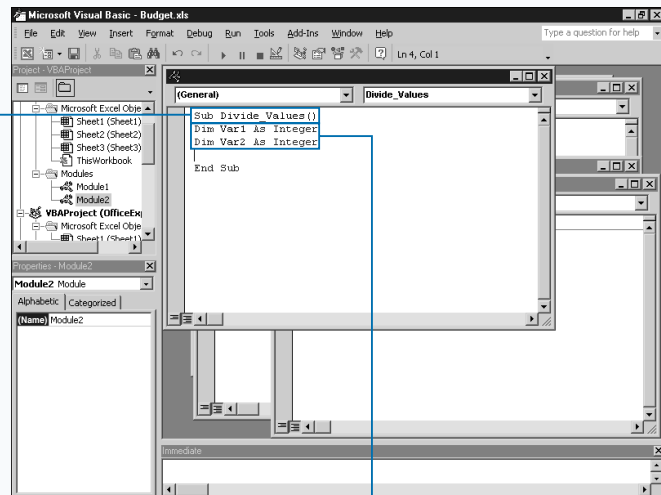 Microsoft Visual Basic - Budget.xls
File Edit View Insert Format Debug Run Tools Add-Ins Window Help
Type a question for help
Ln 4, Col 1
Project - VBAProject
Microsoft Excel Obje
Sheet1 (Sheet1)
Sheet2 (Sheet2)
Sheet3 (Sheet3)
ThisWorkbook
Modules
Module1
Module2
VBAProject (OfficeEx
Microsoft Excel Obje
Sheet1 (Sheet1)
Properties - Module2
Module2 Module
Alphabetic Categorized
(Name) Module2
(General)
Divide_Values
Sub Divide_Values()
Dim Var1 As Integer
Dim Var2 As Integer
End Sub
Immediate